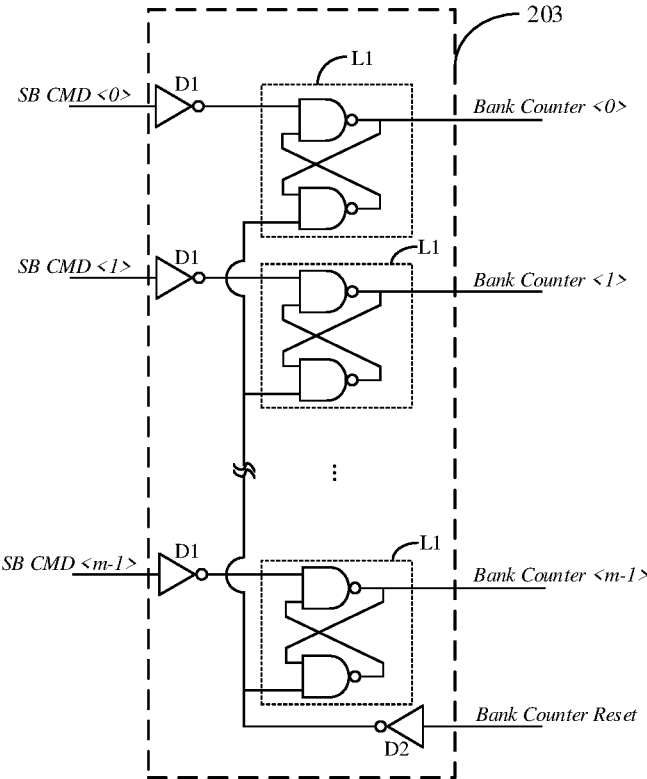 203
L1
D1
SB CMD <0>
Bank Counter <0>
L1
D1
SB CMD <1>
Bank Counter <1>
...
L1
D1
SB CMD <m-1>
Bank Counter <m-1>
Bank Counter Reset
D2